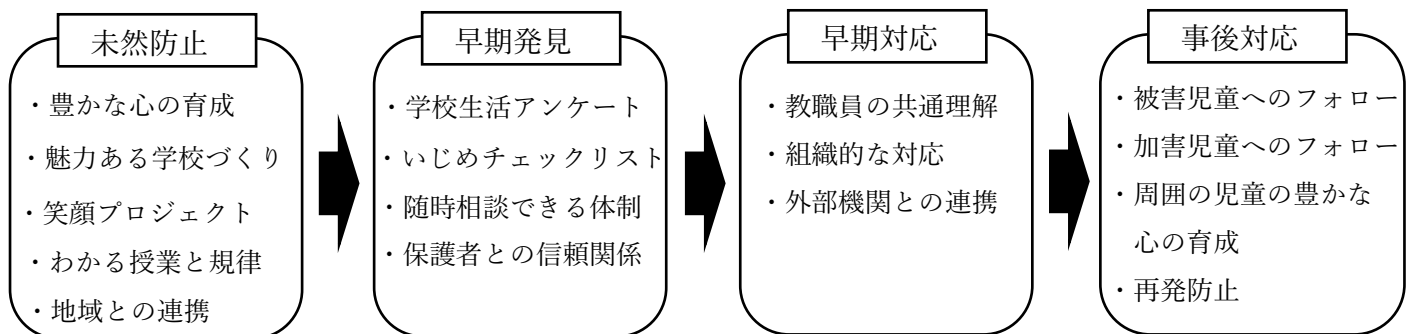 未然防止
・豊かな心の育成
・魅力ある学校づくり
・笑顔プロジェクト
・わかる授業と規律
・地域との連携
早期発見
・学校生活アンケート
・いじめチェックリスト
・随時相談できる体制
・保護者との信頼関係
早期対応
・教職員の共通理解
・組織的な対応
・外部機関との連携
事後対応
・被害児童へのフォロー
・加害児童へのフォロー
・周囲の児童の豊かな
心の育成
・再発防止